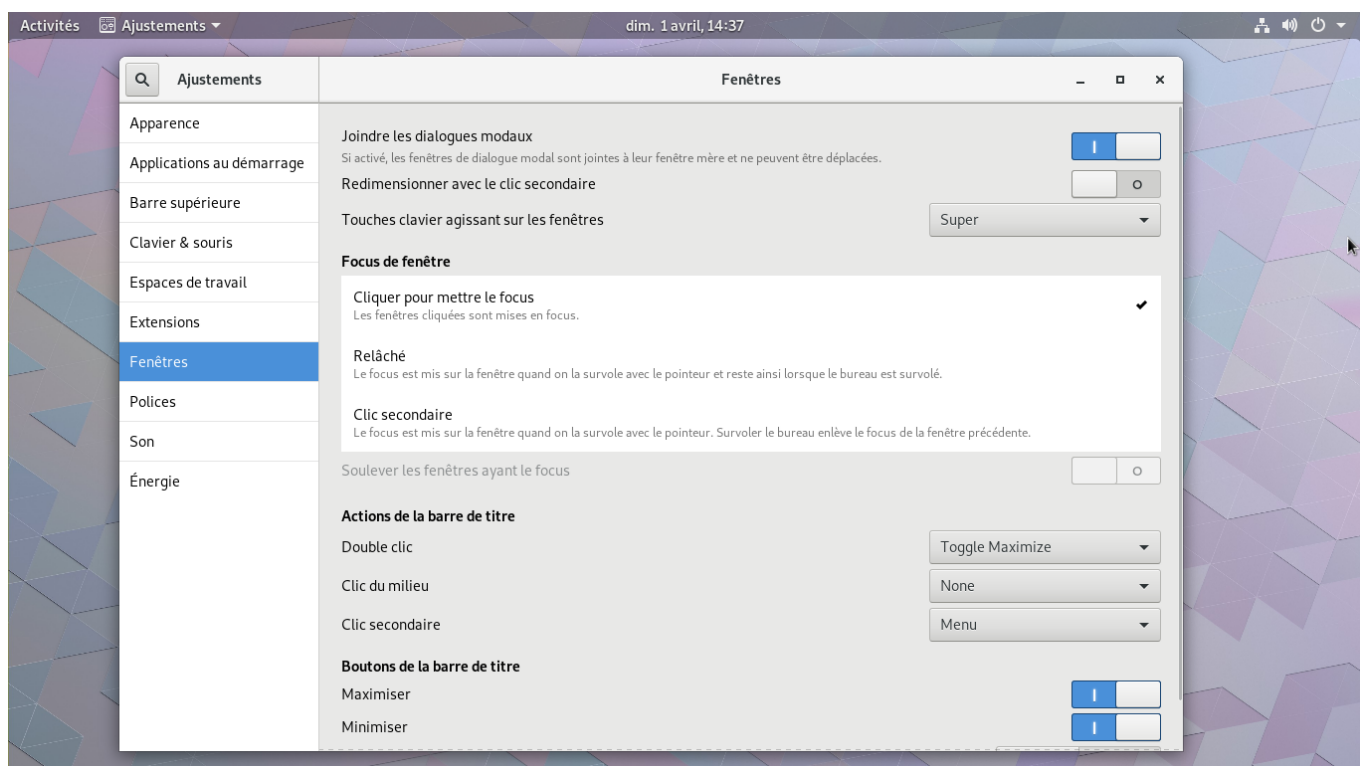 Activités Ajustements dim. 1 avril, 14:37
Ajustements Fenêtres
Apparence
Applications au démarrage
Barre supérieure
Clavier & souris
Espaces de travail
Extensions
Fenêtres
Polices
Son
Énergie
Joindre les dialogues modaux
Si activé, les fenêtres de dialogue modal sont jointes à leur fenêtre mère et ne peuvent être déplacées.
Redimensionner avec le clic secondaire
Touches clavier agissant sur les fenêtres Super
Focus de fenêtre
Cliquer pour mettre le focus
Les fenêtres cliquées sont mises en focus.
Relâché
Le focus est mis sur la fenêtre quand on la survole avec le pointeur et reste ainsi lorsque le bureau est survolé.
Clic secondaire
Le focus est mis sur la fenêtre quand on la survole avec le pointeur. Survoler le bureau enlève le focus de la fenêtre précédente.
Soulever les fenêtres ayant le focus
Actions de la barre de titre
Double clic Toggle Maximize
Clic du milieu None
Clic secondaire Menu
Boutons de la barre de titre
Maximiser
Minimiser